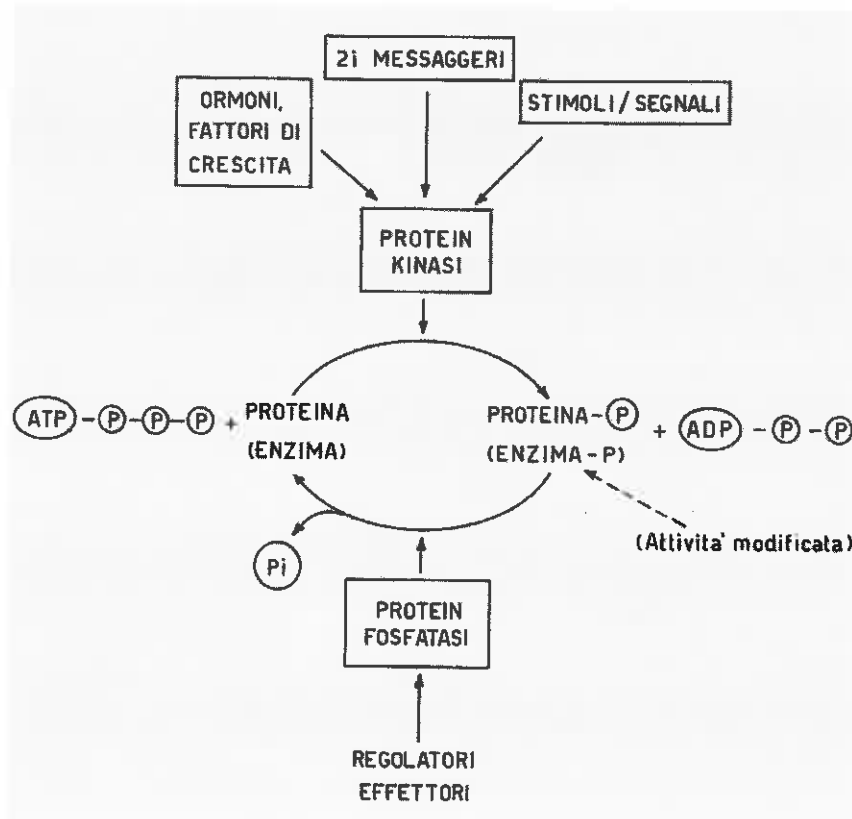 2i MESSAGGERI
ORMONI,
FATTORI DI
CRESCITA
STIMOLI/SEGNALI
PROTEIN
KINASI
ATP-P-P-P + PROTEINA
(ENZIMA)
PROTEINA-P + ADP-P-P
(ENZIMA-P)
(Attivita' modificata)
Pi
PROTEIN
FOSFATASI
REGOLATORI
EFFETTORI